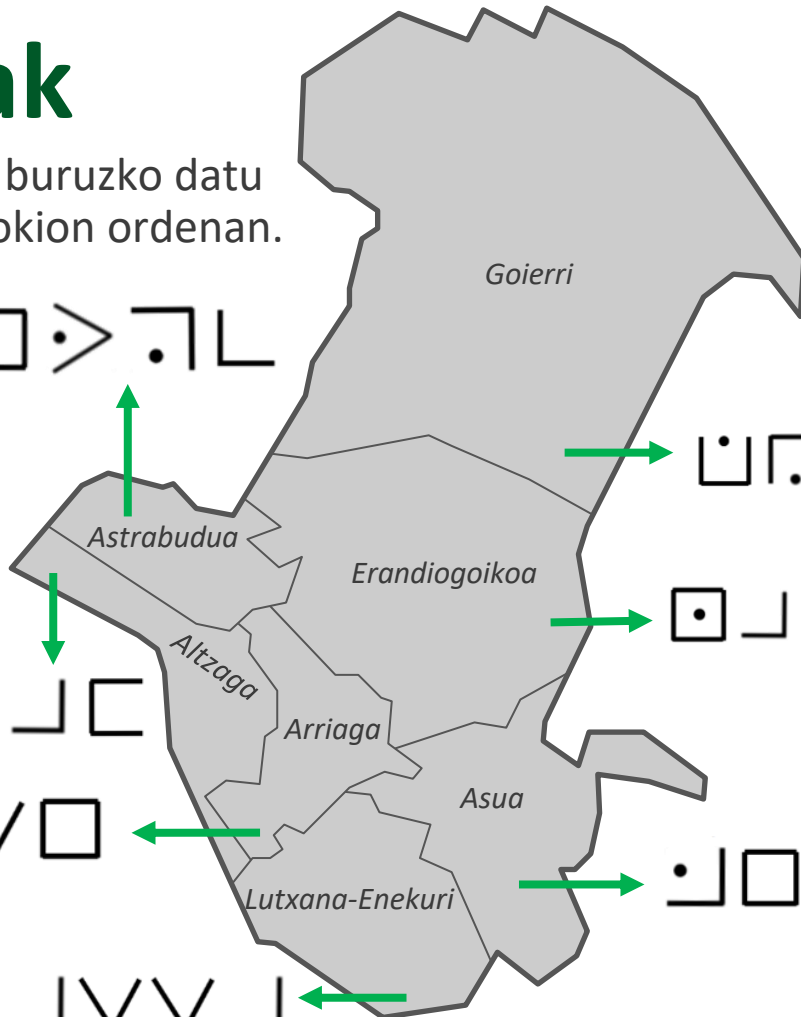 ak
buruzko datu
okion ordenan.
Goierri
Astrabudua
Erandiogoikoa
Altzaga
Arriaga
Asua
Lutxana-Enekuri